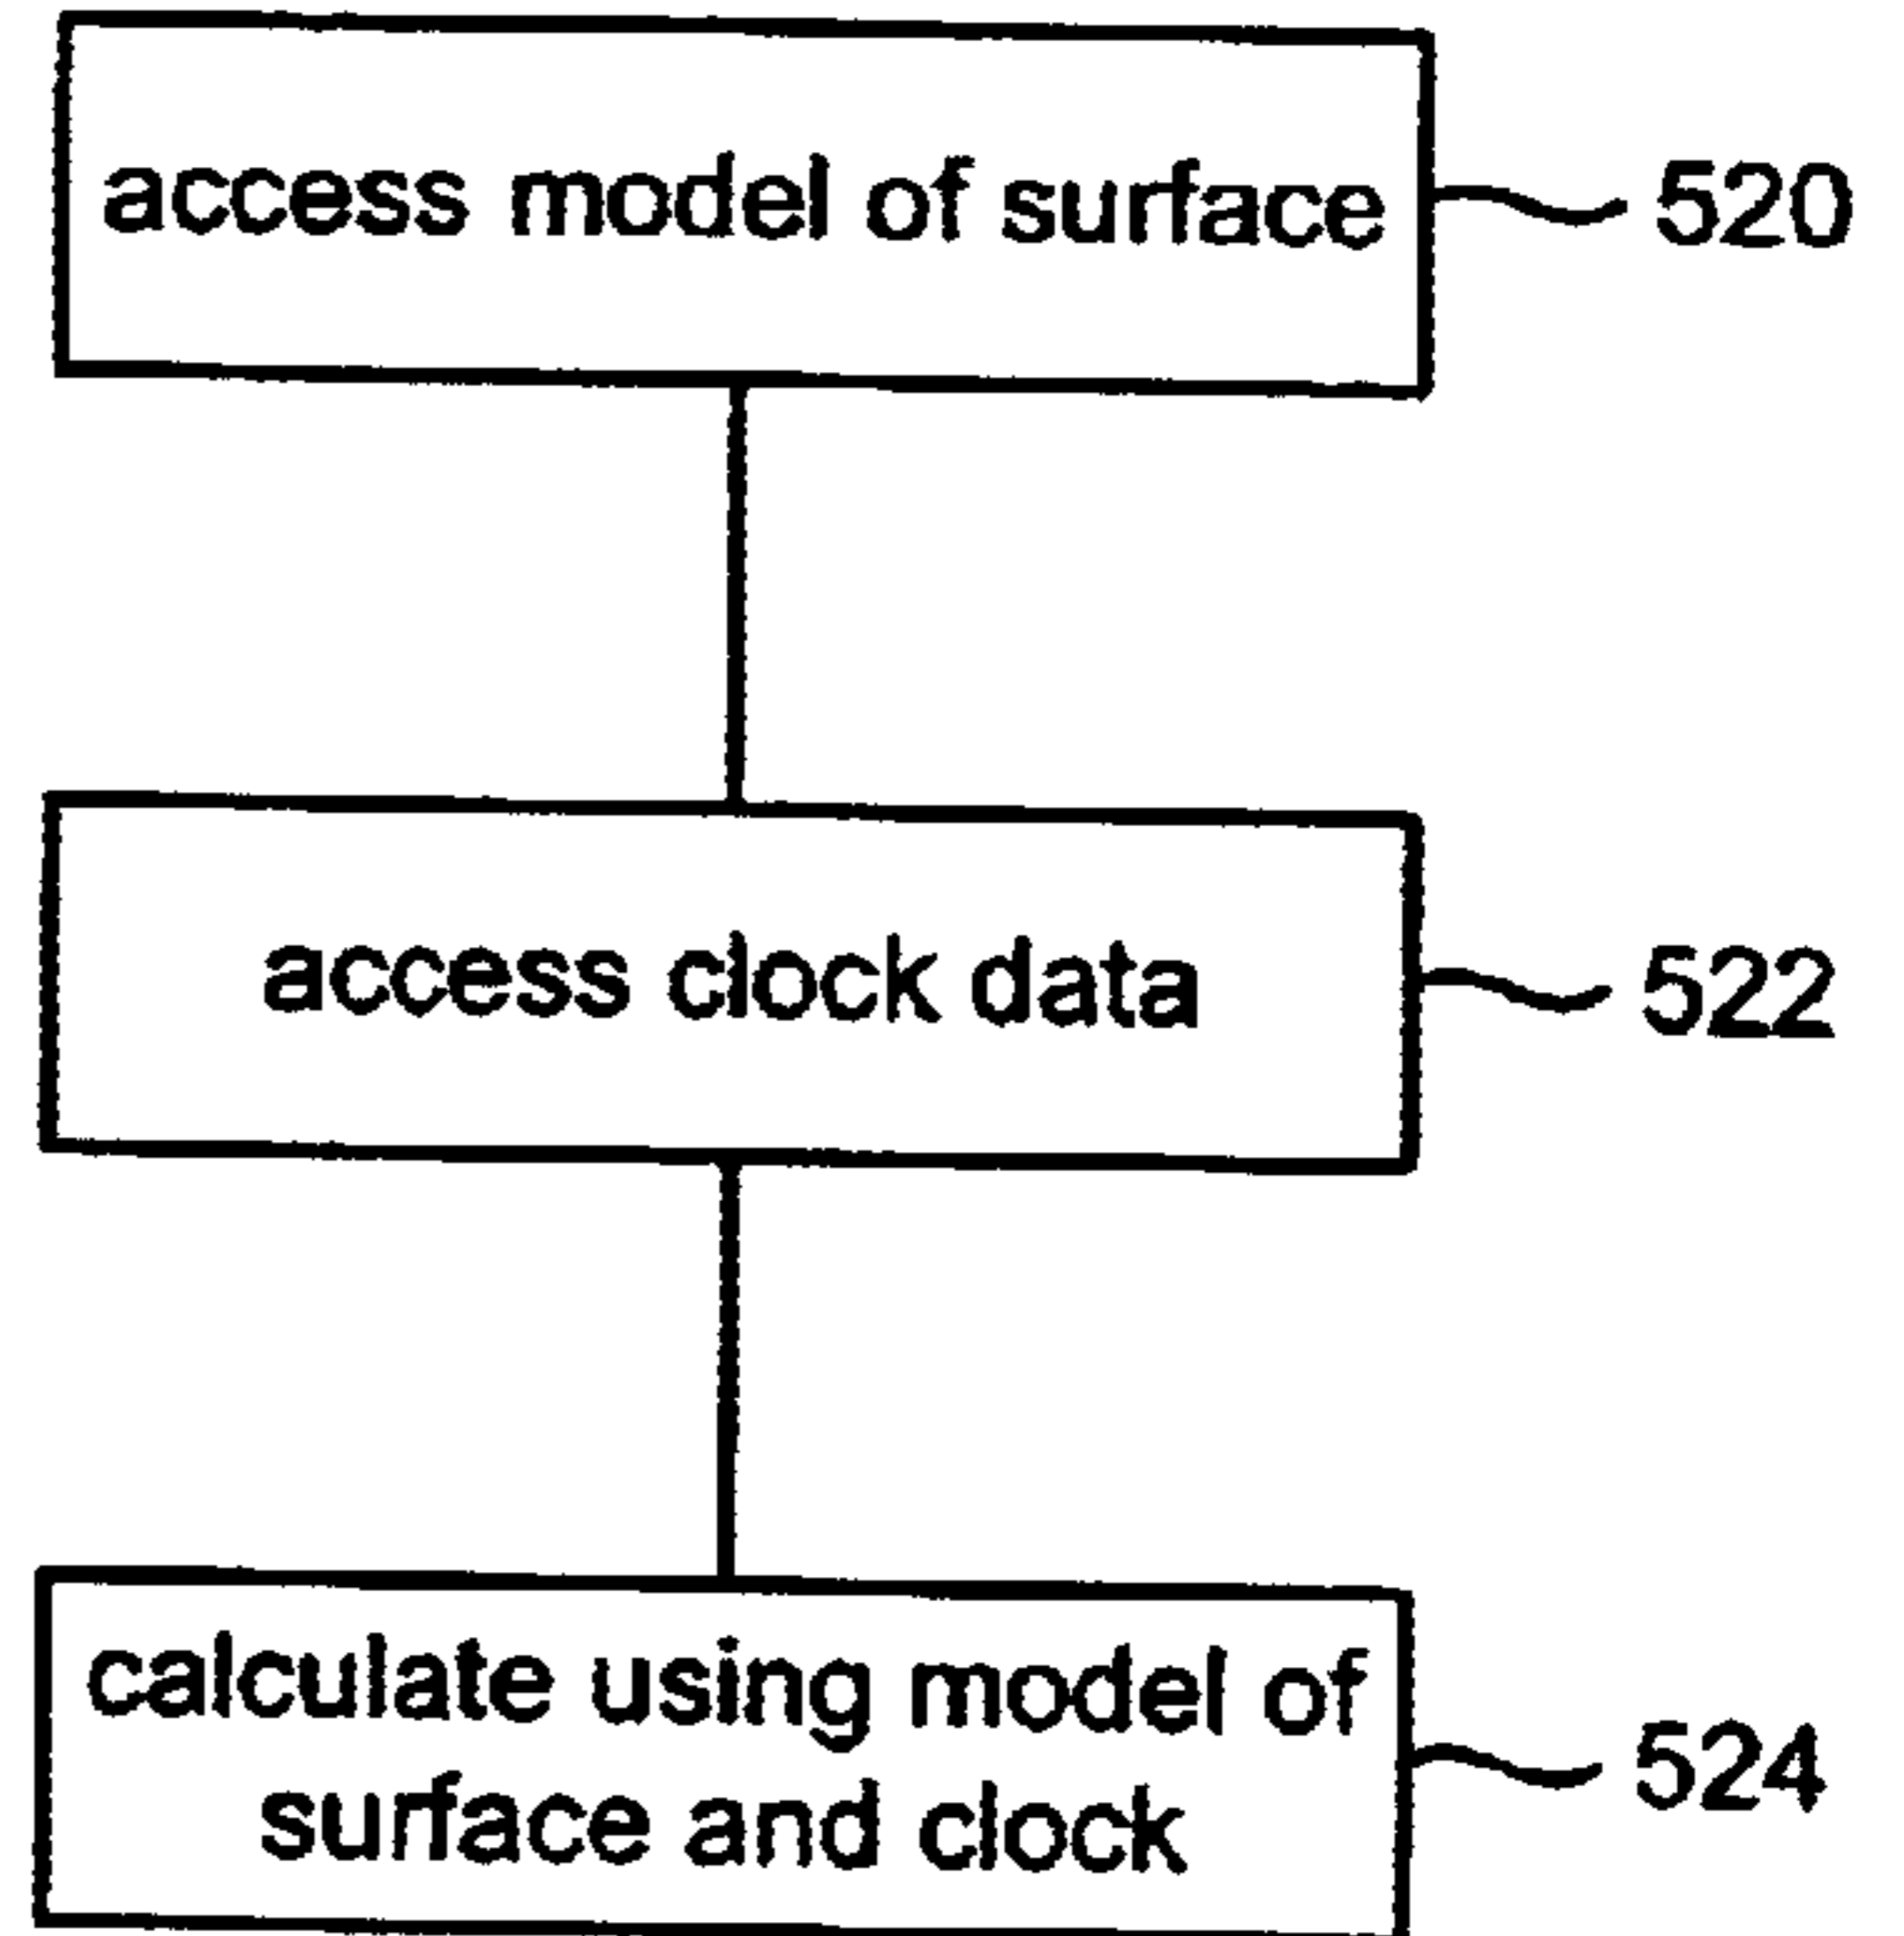 access model of surface
520
access clock data
522
calculate using model of
surface and clock
524